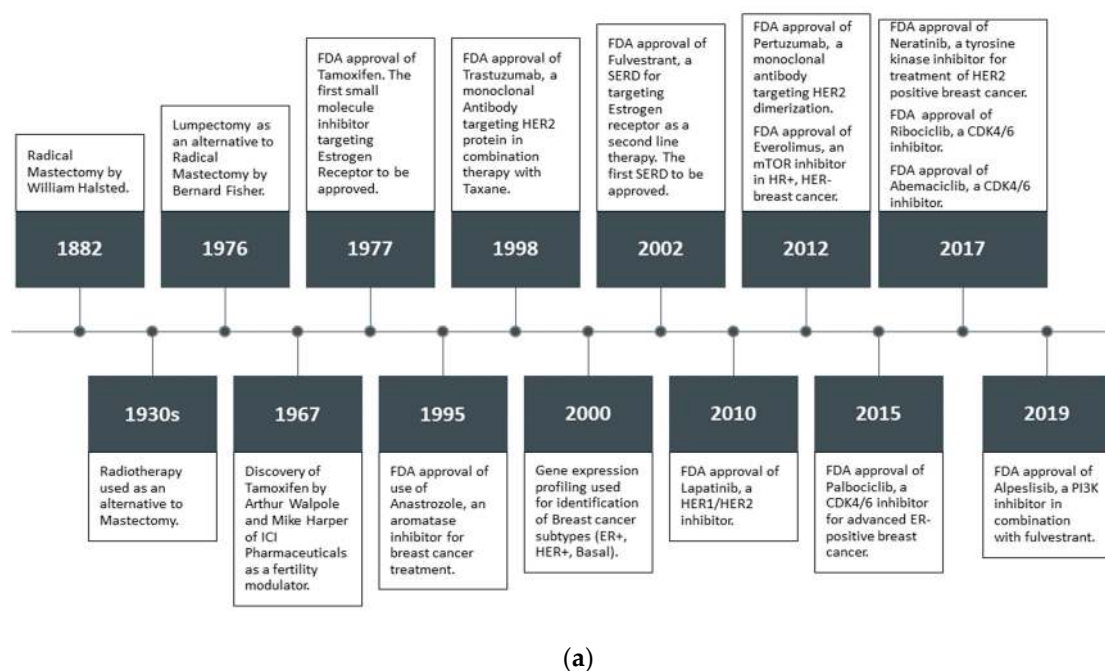 Radical
Mastectomy by
William Halsted.
1882
Lumpectomy as
an alternative to
Radical
Mastectomy by
Bernard Fisher.
1976
FDA approval of
Tamoxifen. The
first small
molecule
inhibitor
targeting
Estrogen
Receptor to be
approved.
1977
FDA approval of
Trastuzumab, a
monoclonal
Antibody
targeting HER2
protein in
combination
therapy with
Taxane.
1998
FDA approval of
Fulvestrant, a
SERD for
targeting
Estrogen
receptor as a
second line
therapy. The
first SERD to be
approved.
2002
FDA approval of
Pertuzumab, a
monoclonal
antibody
targeting HER2
dimerization.
FDA approval of
Everolimus, an
mTOR inhibitor
in HR+, HER-
breast cancer.
2012
FDA approval of
Neratinib, a tyrosine
kinase inhibitor for
treatment of HER2
positive breast cancer.
FDA approval of
Ribociclib, a CDK4/6
inhibitor.
FDA approval of
Abemaciclib, a CDK4/6
inhibitor.
2017
1930s
Radiotherapy
used as an
alternative to
Mastectomy.
1967
Discovery of
Tamoxifen by
Arthur Walpole
and Mike Harper
of ICI
Pharmaceuticals
as a fertility
modulator.
1995
FDA approval of
use of
Anastrozole, an
aromatase
inhibitor for
breast cancer
treatment.
2000
Gene expression
profiling used
for identification
of Breast cancer
subtypes (ER+,
HER+, Basal).
2010
FDA approval of
Lapatinib, a
HER1/HER2
inhibitor.
2015
FDA approval of
Palbociclib, a
CDK4/6 inhibitor
for advanced ER-
positive breast
cancer.
2019
FDA approval of
Alpeslisib, a PI3K
inhibitor in
combination
with fulvestrant.
(a)